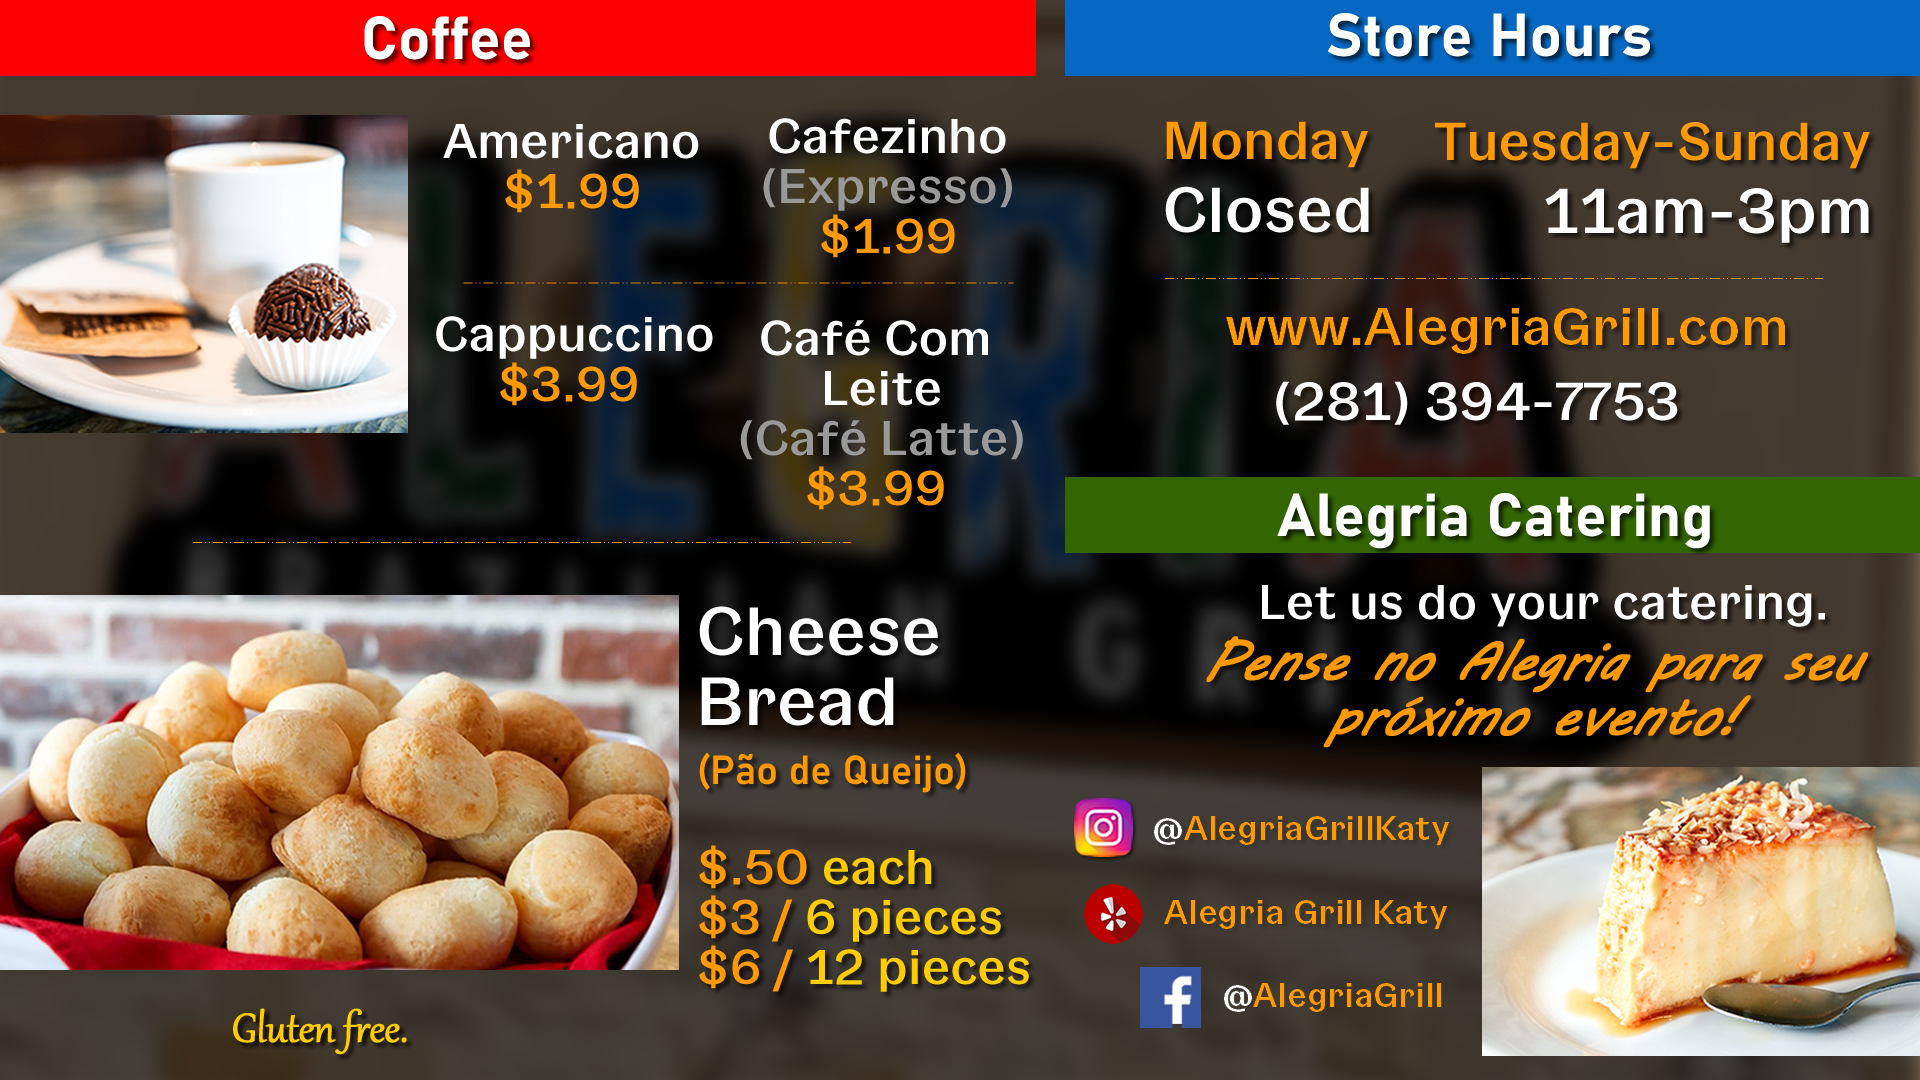 Coffee
Americano
$1.99
Cafezinho
(Expresso)
$1.99
Cappuccino
$3.99
Café Com
Leite
(Café Latte)
$3.99
Cheese
Bread
(Pão de Queijo)
$.50 each
$3 / 6 pieces
$6 / 12 pieces
Gluten free.
Store Hours
Monday
Closed
Tuesday-Sunday
11am-3pm
www.AlegriaGrill.com
(281) 394-7753
Alegria Catering
Let us do your catering.
Pense no Alegria para seu
próximo evento!
@AlegriaGrillKaty
Alegria Grill Katy
@AlegriaGrill
ALEGRIA
BRAZILIAN GRILL